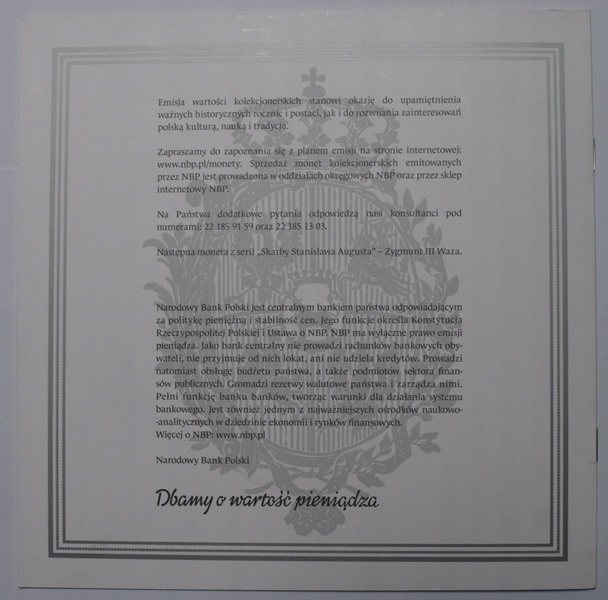 Emisja wartości kolekcjonerskich stanowi okazję do upamiętnienia
ważnych historycznych rocznic i postaci, jak i do rozwijania zainteresowań
polską kulturą, nauką i tradycją.
Zapraszamy do zapoznania się z planem emisji na stronie internetowej:
www.nbp.pl/monety. Sprzedaż monet kolekcjonerskich emitowanych
przez NBP jest prowadzona w oddziałach okręgowych NBP oraz przez sklep
internetowy NBP.
Na Państwa dodatkowe pytania odpowiedzą nasi konsultanci pod
numerami: 22 185 91 59 oraz 22 185 13 03.
Następna moneta z serii „Skarby Stanisława Augusta” – Zygmunt III Waza.
Narodowy Bank Polski jest centralnym bankiem państwa odpowiadającym
za politykę pieniężną i stabilność cen. Jego funkcje określa Konstytucja
Rzeczypospolitej Polskiej i Ustawa o NBP. NBP ma wyłączne prawo emisji
pieniądza. Jako bank centralny nie prowadzi rachunków bankowych oby-
wateli, nie przyjmuje od nich lokat, ani nie udziela kredytów. Prowadzi
natomiast obsługę budżetu państwa, a także podmiotów sektora finan-
sów publicznych. Gromadzi rezerwy walutowe państwa i zarządza nimi.
Pełni funkcję banku banków, tworząc warunki dla działania systemu
bankowego. Jest również jednym z najważniejszych ośrodków naukowo-
-analitycznych w dziedzinie ekonomii i rynków finansowych.
Więcej o NBP: www.nbp.pl
Narodowy Bank Polski
Dbamy o wartość pieniądza